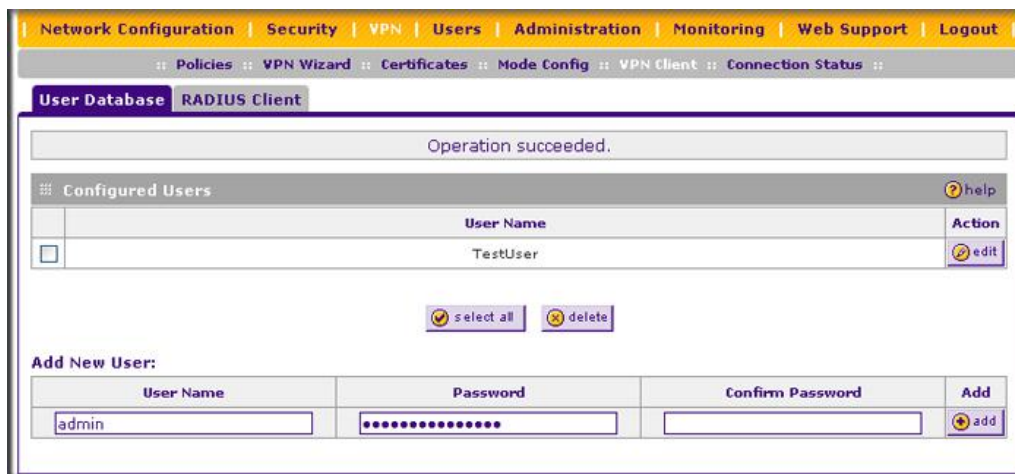 Network Configuration | Security | VPN | Users | Administration | Monitoring | Web Support | Logout
:: Policies :: VPN Wizard :: Certificates :: Mode Config :: VPN Client :: Connection Status ::
User Database RADIUS Client
Operation succeeded.
Configured Users help
User Name Action
TestUser edit
select all delete
Add New User:
User Name Password Confirm Password Add
admin ••••••••••••••• add